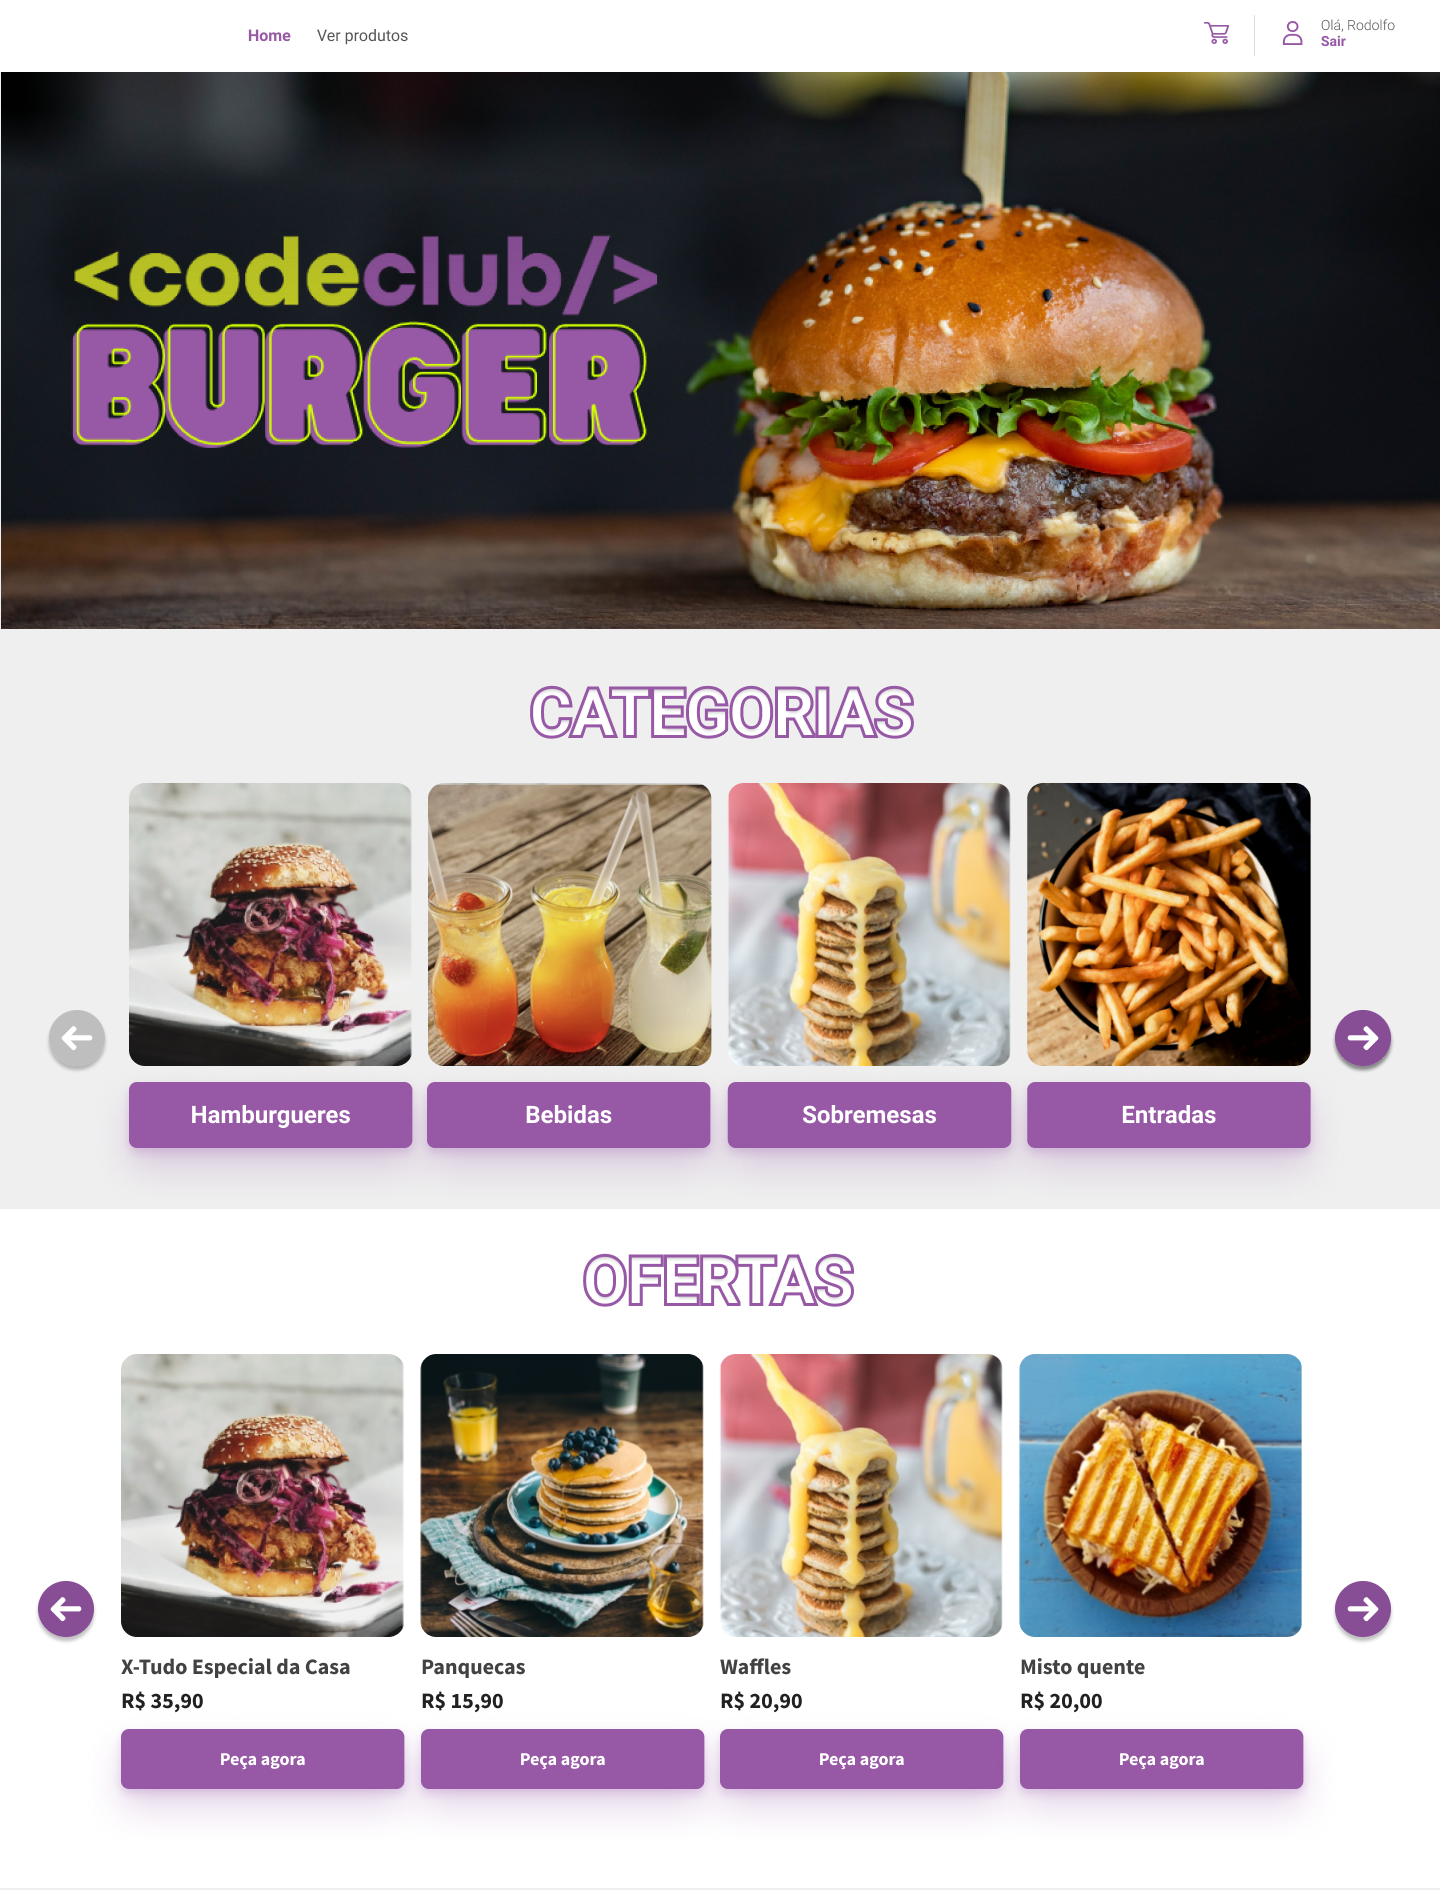 Home
Ver produtos
Olá, Rodolfo
Sair
<codeclub/>
BURGER
CATEGORIAS
Hamburgueres
Bebidas
Sobremesas
Entradas
OFERTAS
X-Tudo Especial da Casa
R$ 35,90
Peça agora
Panquecas
R$ 15,90
Peça agora
Waffles
R$ 20,90
Peça agora
Misto quente
R$ 20,00
Peça agora